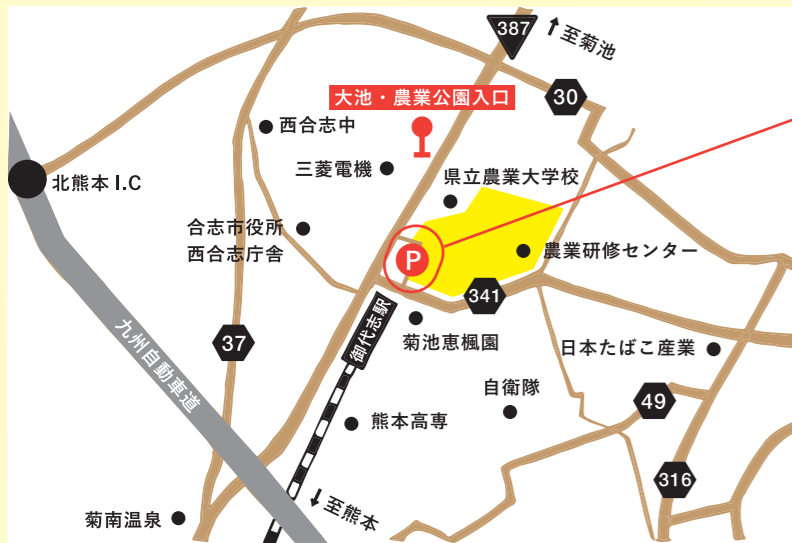 387
↑至菊池
30
大池・農業公園入口
西合志中
三菱電機
県立農業大学校
北熊本I.C
合志市役所
西合志庁舎
農業研修センター
P
341
御代志駅
菊池恵楓園
37
日本たばこ産業
九州自動車道
自衛隊
49
熊本高専
316
↓至熊本
菊南温泉